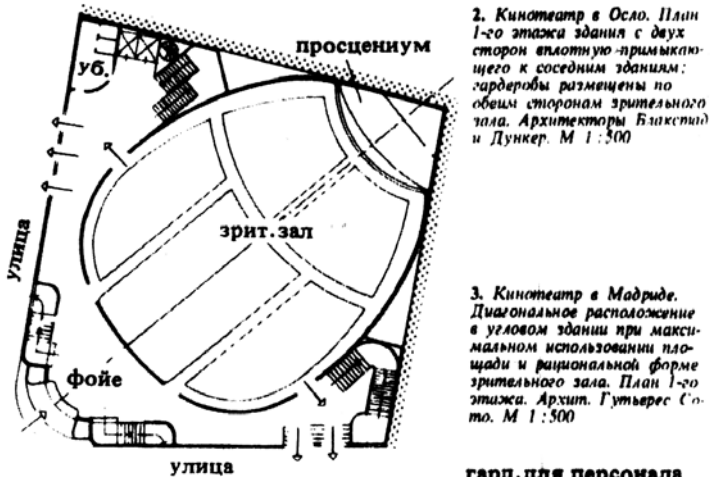 просцениум
уб.
зрит.зал
улица
фойе
улица
2. Кинотеатр в Осло. План
1-го этажа здания с двух
сторон вплотную примыкаю-
щего к соседним зданиям;
гардеробы размещены по
обеим сторонам зрительного
зала. Архитекторы Блакстад
и Дункер. М 1:500
3. Кинотеатр в Мадриде.
Диагональное расположение
в угловом здании при макси-
мальном использовании пло-
щади и рациональной форме
зрительного зала. План 1-го
этажа. Архит. Гутьерес Со-
то. М 1:500
гард.для персонала